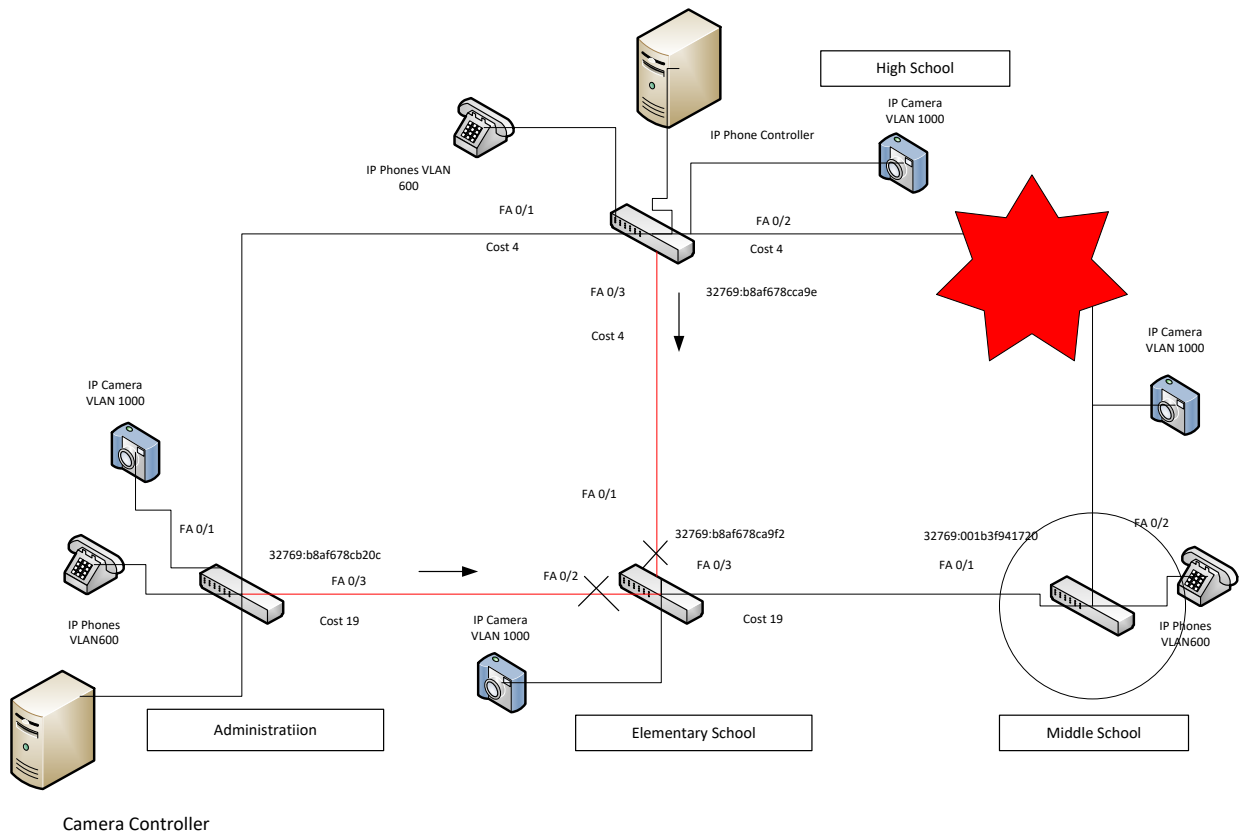 High School
IP Camera
VLAN 1000
IP Phone Controller
IP Phones VLAN
600
FA 0/1
FA 0/2
Cost 4
Cost 4
FA 0/3
32769:b8af678cca9e
Cost 4
IP Camera
VLAN 1000
IP Camera
VLAN 1000
FA 0/1
FA 0/1
32769:b8af678cb20c
32769:b8af678ca9f2
32769:001b3f941720
FA 0/2
FA 0/3
FA 0/2
FA 0/3
FA 0/1
Cost 19
IP Camera
VLAN 1000
Cost 19
IP Phones
VLAN600
IP Phones
VLAN600
Administratiion
Elementary School
Middle School
Camera Controller